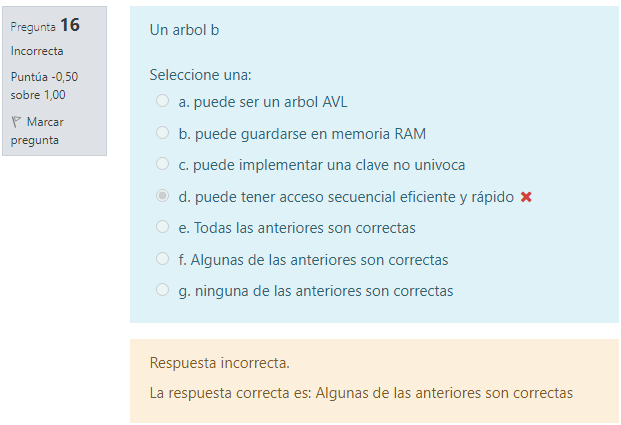 Pregunta 16
Incorrecta
Puntúa -0,50
sobre 1,00
Marcar
pregunta
Un arbol b
Seleccione una:
a. puede ser un arbol AVL
b. puede guardarse en memoria RAM
c. puede implementar una clave no univoca
d. puede tener acceso secuencial eficiente y rápido
e. Todas las anteriores son correctas
f. Algunas de las anteriores son correctas
g. ninguna de las anteriores son correctas
Respuesta incorrecta.
La respuesta correcta es: Algunas de las anteriores son correctas